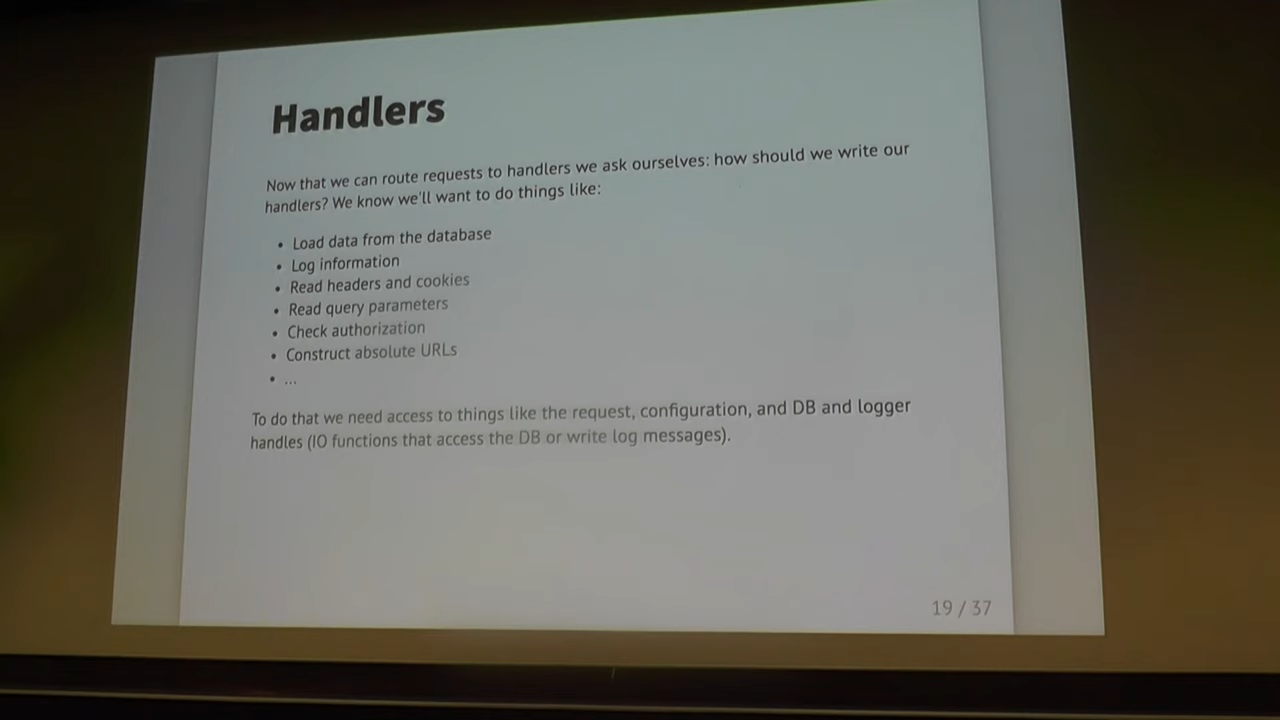 Handlers
Now that we can route requests to handlers we ask ourselves: how should we write our
handlers? We know we'll want to do things like:
• Load data from the database
• Log information
• Read headers and cookies
• Read query parameters
• Check authorization
• Construct absolute URLs
• ...
To do that we need access to things like the request, configuration, and DB and logger
handles (IO functions that access the DB or write log messages).
19 / 37